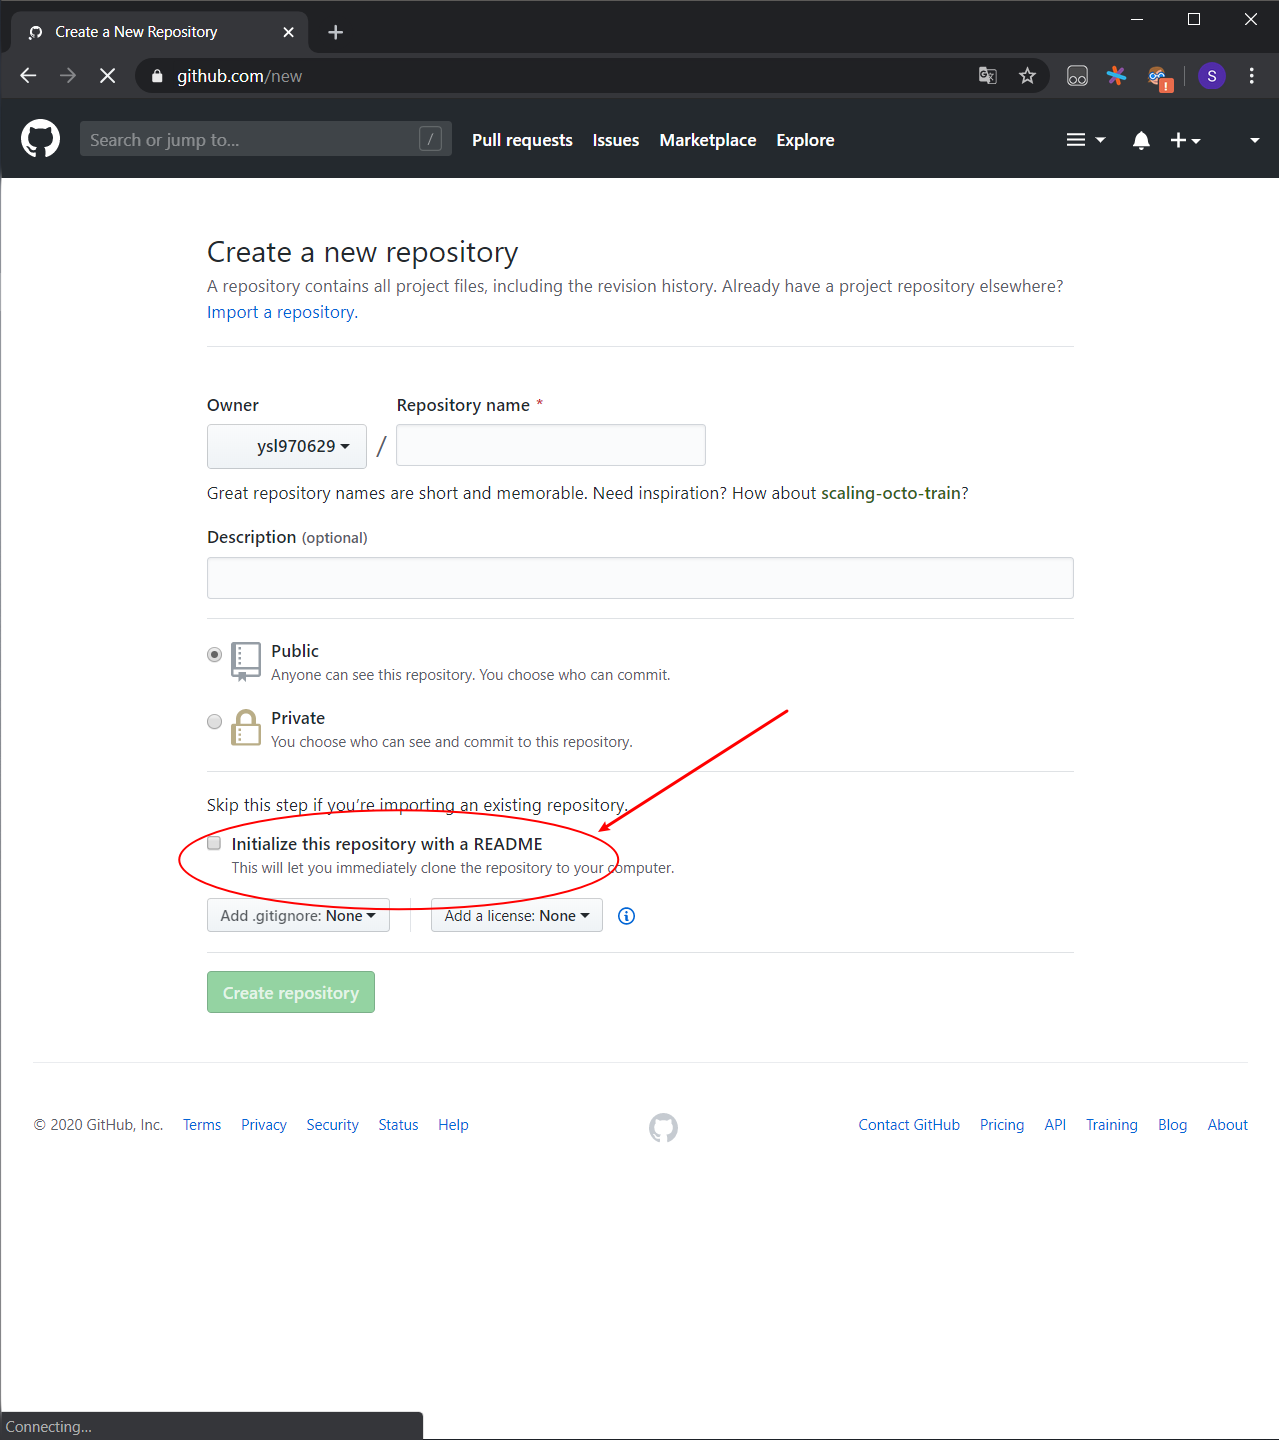 Create a New Repository
github.com/new
S
!
Search or jump to...
/
Pull requests
Issues
Marketplace
Explore
Create a new repository
A repository contains all project files, including the revision history. Already have a project repository elsewhere?
Import a repository.
Owner
Repository name *
ysl970629
/
Great repository names are short and memorable. Need inspiration? How about scaling-octo-train?
Description (optional)
Public
Anyone can see this repository. You choose who can commit.
Private
You choose who can see and commit to this repository.
Skip this step if you’re importing an existing repository.
Initialize this repository with a README
This will let you immediately clone the repository to your computer.
Add .gitignore: None
Add a license: None
Create repository
© 2020 GitHub, Inc.
Terms
Privacy
Security
Status
Help
Contact GitHub
Pricing
API
Training
Blog
About
Connecting...